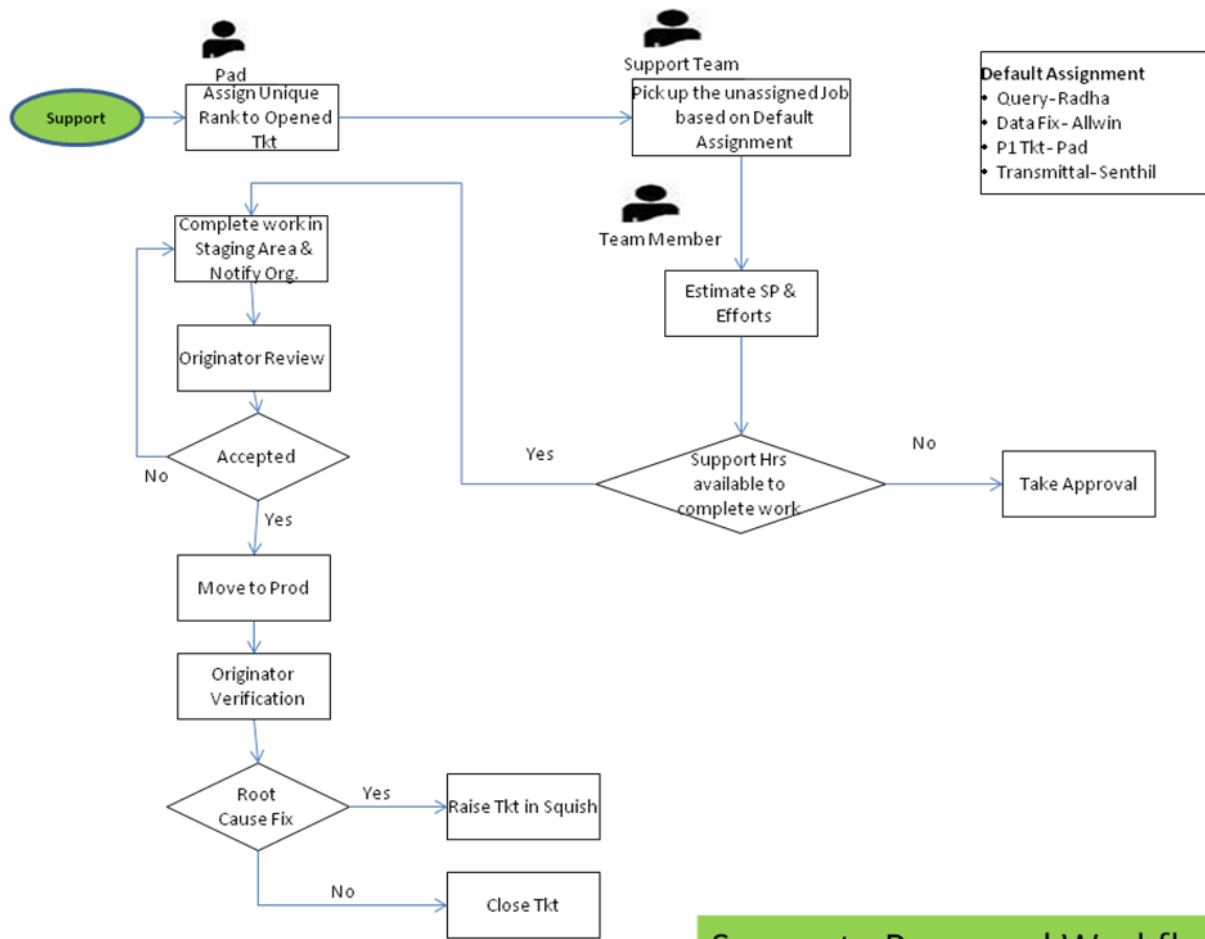 Pad
Support
Assign Unique
Rank to Opened
Tkt
Support Team
Pick up the unassigned Job
based on Default
Assignment
Default Assignment
• Query-Radha
• Data Fix-Allwin
• P1 Tkt-Pad
• Transmittal-Senthil
Team Member
Estimate SP &
Efforts
Support Hrs
available to
complete work
Yes
No
Take Approval
Complete work in
Staging Area &
Notify Org.
Originator Review
Accepted
No
Yes
Move to Prod
Originator
Verification
Root
Cause Fix
Yes
Raise Tkt in Squish
No
Close Tkt